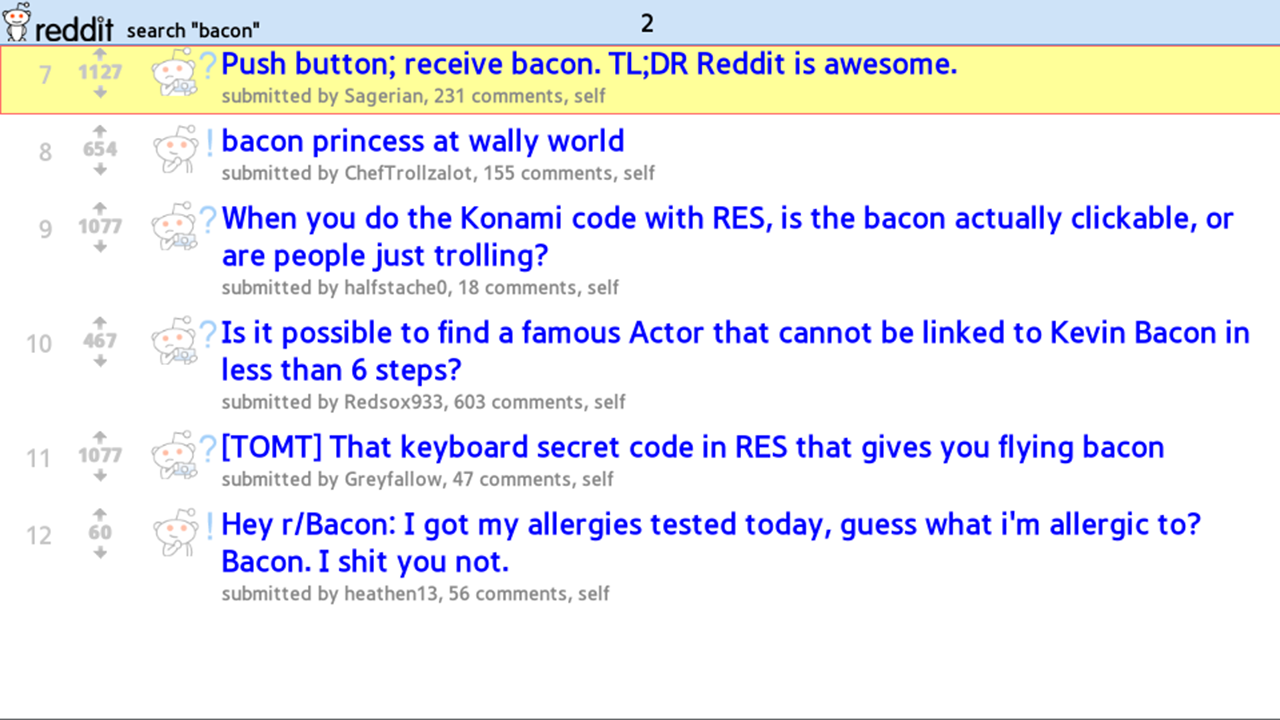 reddit search "bacon" 2
7 1127 ? Push button; receive bacon. TL;DR Reddit is awesome.
submitted by Sagerian, 231 comments, self
8 654 ! bacon princess at wally world
submitted by ChefTrollzalot, 155 comments, self
9 1077 ? When you do the Konami code with RES, is the bacon actually clickable, or
are people just trolling?
submitted by halfstache0, 18 comments, self
10 467 ? Is it possible to find a famous Actor that cannot be linked to Kevin Bacon in
less than 6 steps?
submitted by Redsox933, 603 comments, self
11 1077 ? [TOMT] That keyboard secret code in RES that gives you flying bacon
submitted by Greyfallow, 47 comments, self
12 60 ! Hey r/Bacon: I got my allergies tested today, guess what i'm allergic to?
Bacon. I shit you not.
submitted by heathen13, 56 comments, self